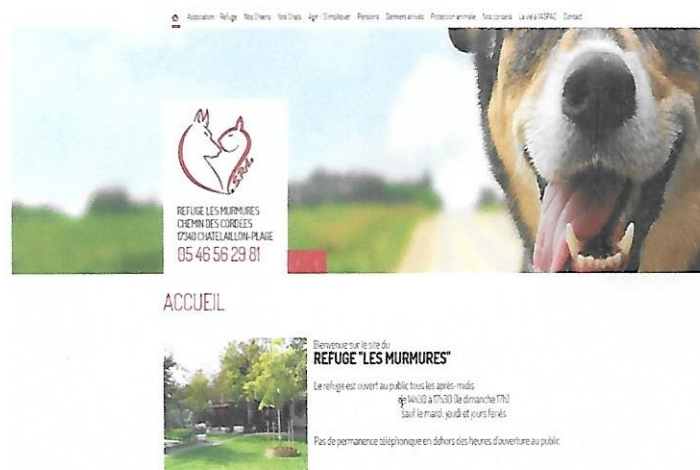 Association Refuge Nos Chiens Nos Chats Agir S'impliquer Pensions Derniers arrivés Protection animale Nos conseils La vie à l'ASPAC Contact
REFUGE LES MURMURES
CHEMIN DES CORDEES
17340 CHATELAILLON-PLAGE
05 46 56 29 81
ACCUEIL
Bienvenue sur le site du
REFUGE "LES MURMURES"
Le refuge est ouvert au public tous les après-midis
de 14h30 à 17h30 (le dimanche 17h)
sauf le mardi, jeudi et jours feriés
Pas de permanence téléphonique en dehors des heures d'ouverture au public